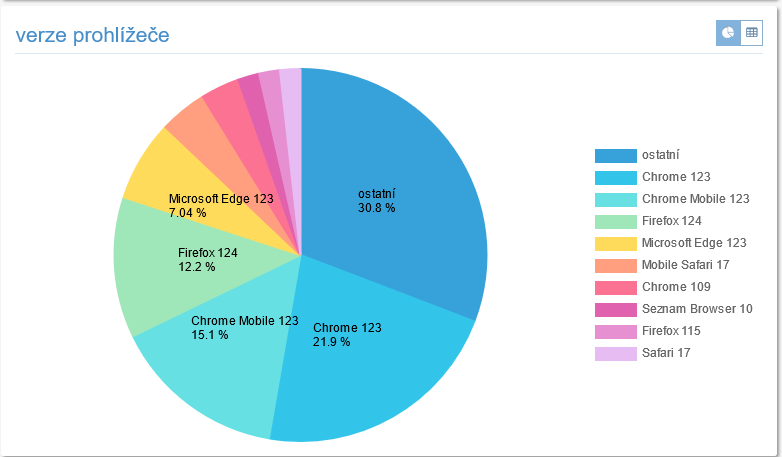 verze prohlížeče
ostatní
30.8 %
Microsoft Edge 123
7.04 %
Firefox 124
12.2 %
Chrome Mobile 123
15.1 %
Chrome 123
21.9 %
ostatní
Chrome 123
Chrome Mobile 123
Firefox 124
Microsoft Edge 123
Mobile Safari 17
Chrome 109
Seznam Browser 10
Firefox 115
Safari 17